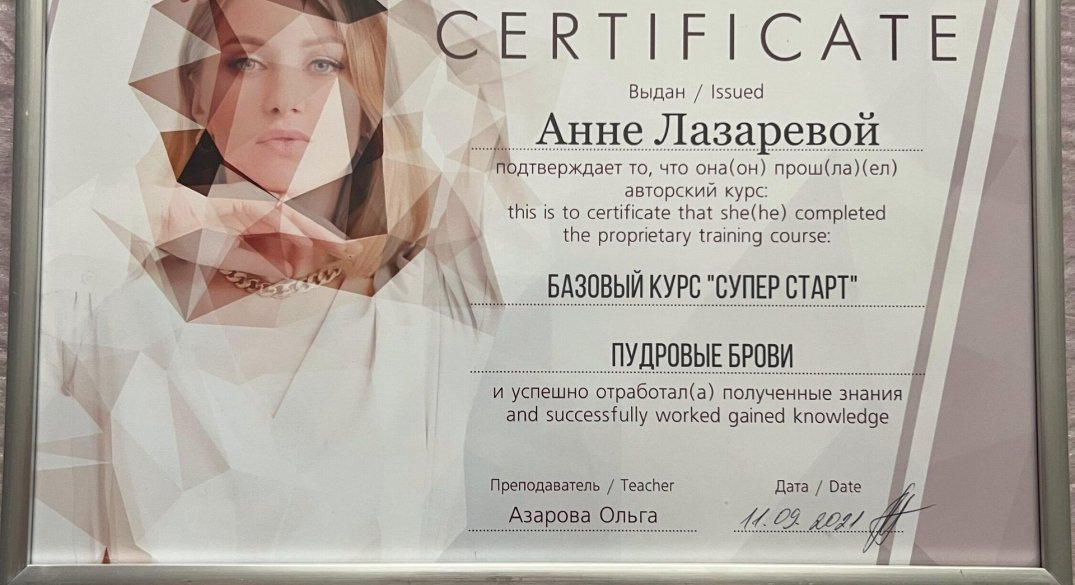 CERTIFICATE
Выдан / Issued
Анне Лазаревой
подтверждает то, что она(он) прош(ла)(ел)
авторский курс:
this is to certificate that she(he) completed
the proprietary training course:
БАЗОВЫЙ КУРС "СУПЕР СТАРТ"
ПУДРОВЫЕ БРОВИ
и успешно отработал(а) полученные знания
and successfully worked gained knowledge
Преподаватель / Teacher
Дата / Date
Азарова Ольга
11.09.2021